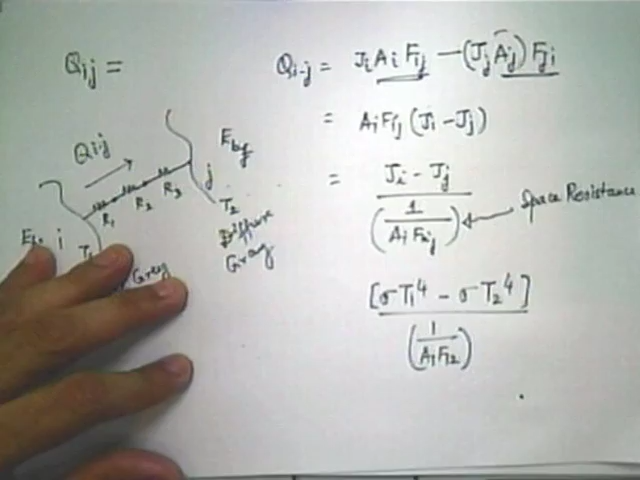 Qij =
Qi-j = JiAiFij - (JjAj)Fji
= AiFij (Ji - Jj)
= Ji - Jj
(1 / AiFij) Space Resistance
[σT1⁴ - σT2⁴]
(1 / A1F12)
Qij
R1 R2 R3
i
j
T1
T2
Diffuse
Gray
Grey